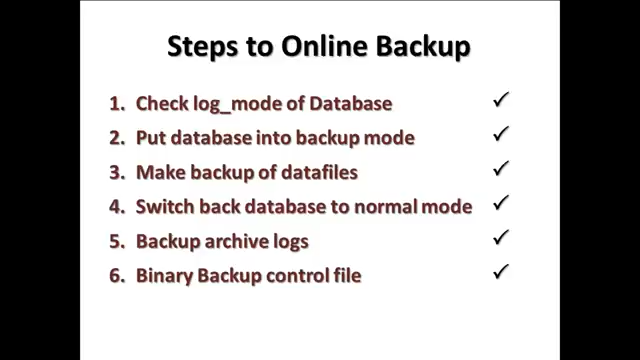 Steps to Online Backup
1. Check log_mode of Database ✓
2. Put database into backup mode ✓
3. Make backup of datafiles ✓
4. Switch back database to normal mode ✓
5. Backup archive logs ✓
6. Binary Backup control file ✓